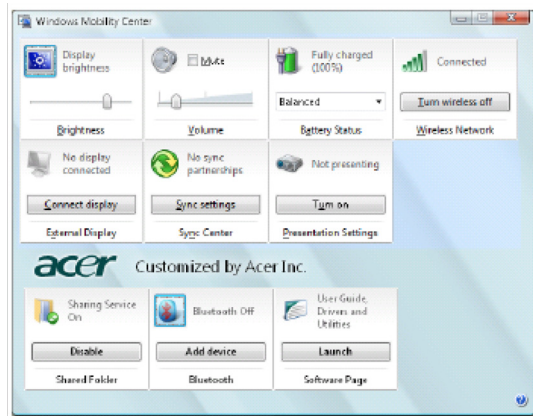 Windows Mobility Center
Display
brightness
Mute
Fully charged
(100%)
Connected
Balanced
Turn wireless off
Brightness
Volume
Battery Status
Wireless Network
No display
connected
No sync
partnerships
Not presenting
Connect display
Sync settings
Turn on
External Display
Sync Center
Presentation Settings
acer Customized by Acer Inc.
Sharing Service
On
Bluetooth Off
User Guide,
Drivers and
Utilities
Disable
Add device
Launch
Shared Folder
Bluetooth
Software Page